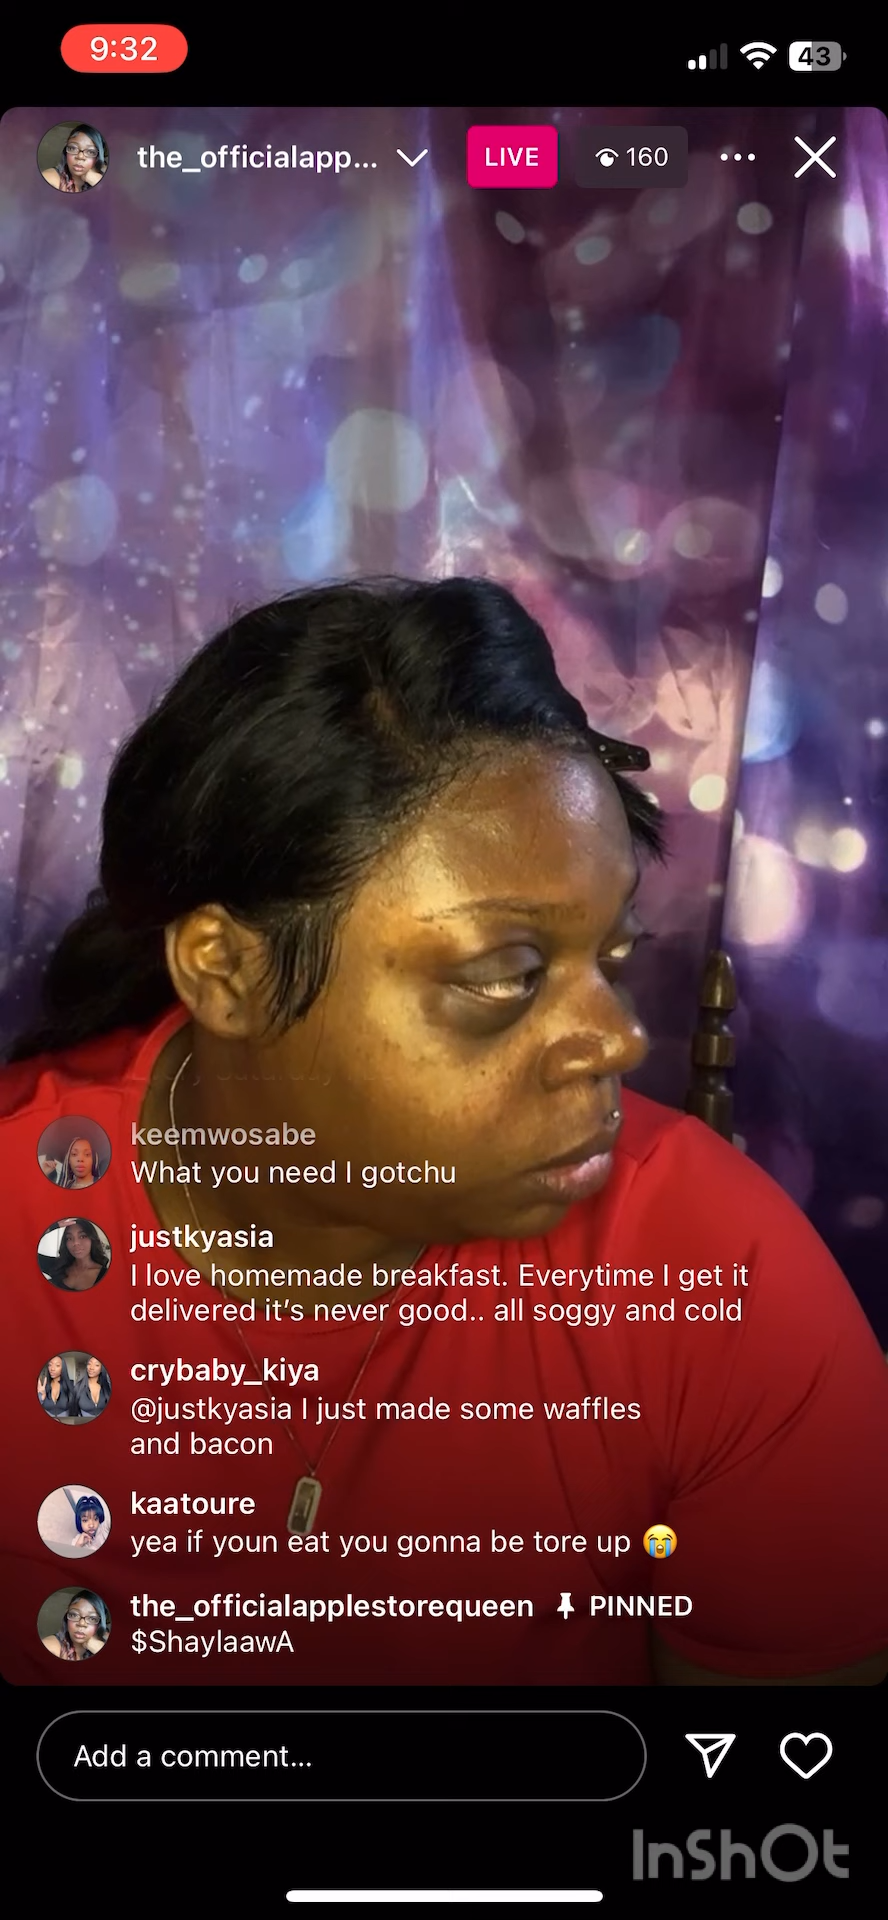 9:32
43
the_officialapp...
LIVE
160
keemwosabe
What you need I gotchu
justkyasia
I love homemade breakfast. Everytime I get it
delivered it’s never good.. all soggy and cold
crybaby_kiya
@justkyasia I just made some waffles
and bacon
kaatoure
yea if youn eat you gonna be tore up 😭
the_officialapplestorequeen PINNED
$ShaylaawA
Add a comment...
InShOt